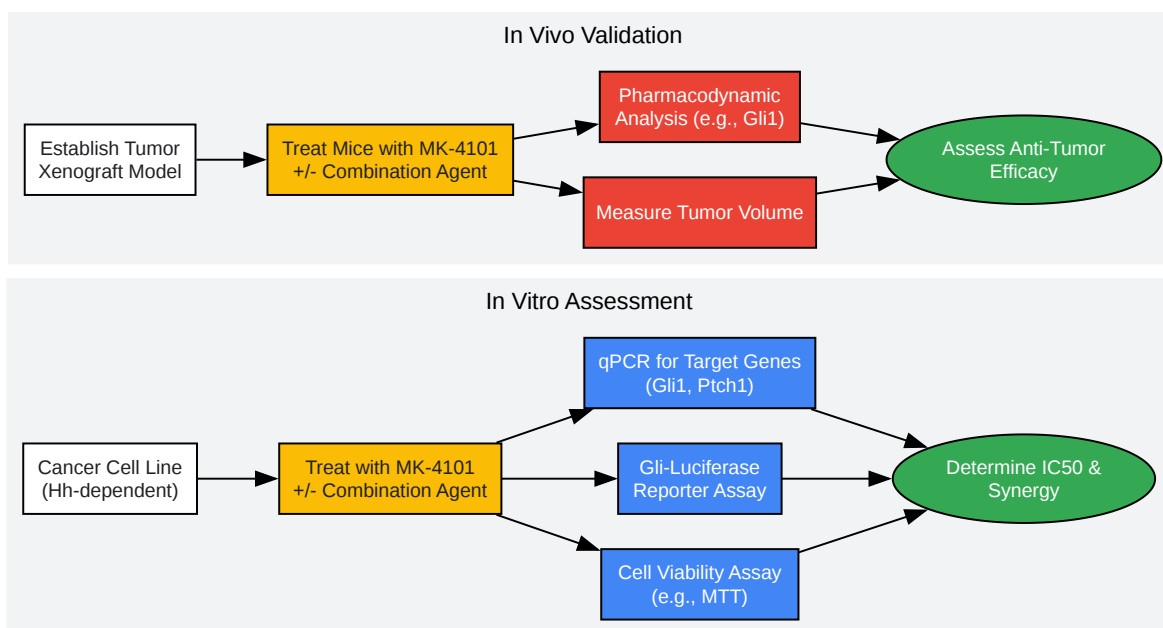 In Vivo Validation
Establish Tumor
Xenograft Model
Treat Mice with MK-4101
+/- Combination Agent
Pharmacodynamic
Analysis (e.g., Gli1)
Measure Tumor Volume
Assess Anti-Tumor
Efficacy
In Vitro Assessment
Cancer Cell Line
(Hh-dependent)
Treat with MK-4101
+/- Combination Agent
qPCR for Target Genes
(Gli1, Ptch1)
Gli-Luciferase
Reporter Assay
Cell Viability Assay
(e.g., MTT)
Determine IC50 &
Synergy